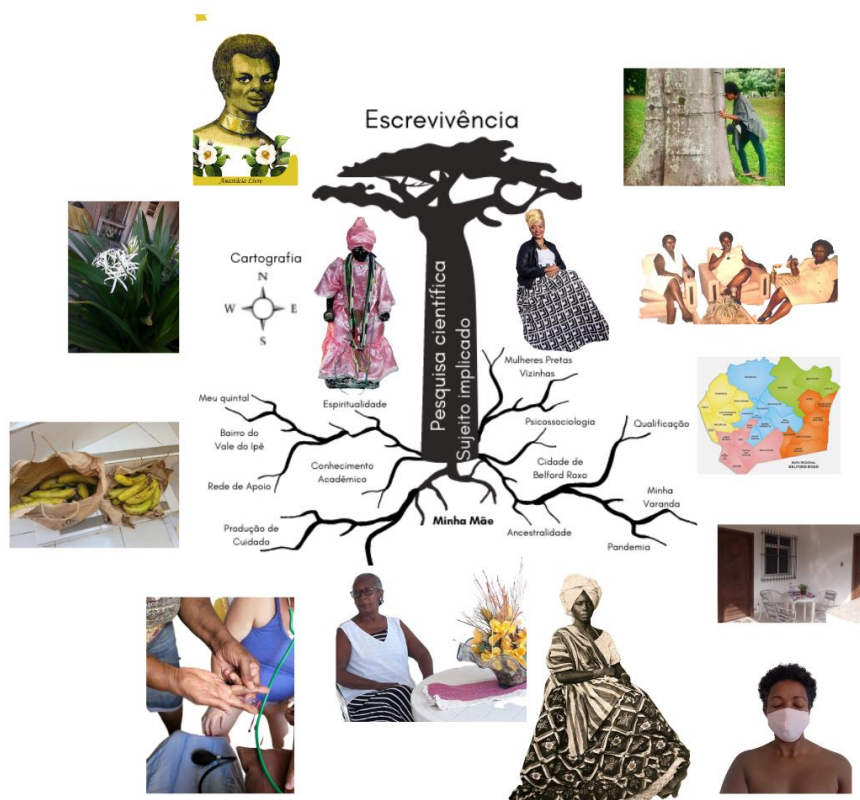 Escrevivência
Anastácia Livre
Cartografia
N
W E
S
Pesquisa científica
Sujeito implicado
Espiritualidade
Mulheres Pretas
Vizinhas
Meu quintal
Bairro do
Vale do Ipê
Rede de Apoio
Conhecimento
Acadêmico
Produção de
Cuidado
Minha Mãe
Psicossociologia
Cidade de
Belford Roxo
Ancestralidade
Qualificação
Minha
Varanda
Pandemia
BELFORD ROXO